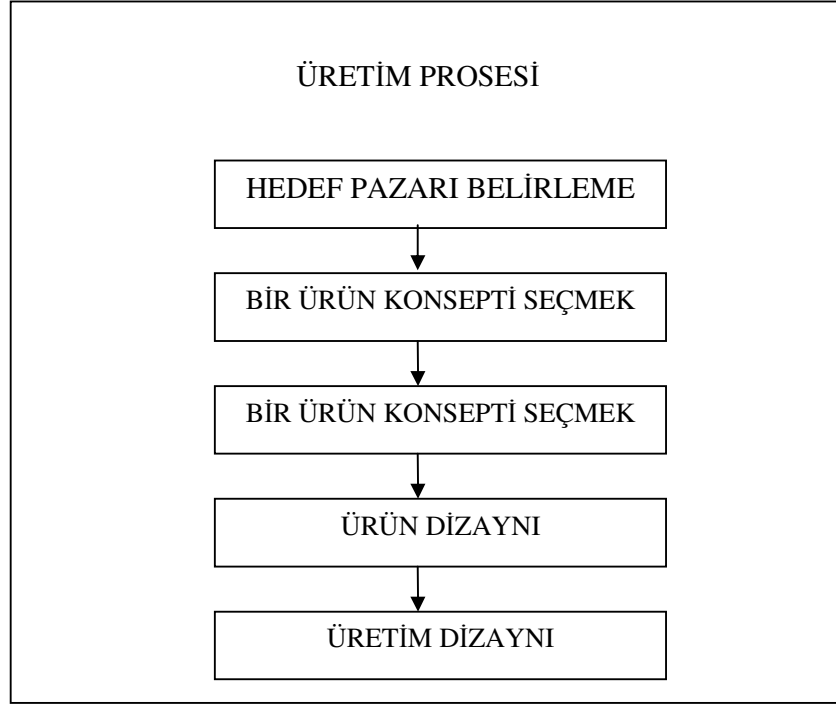 ÜRETİM PROSESİ
HEDEF PAZARI BELİRLEME
BİR ÜRÜN KONSEPTİ SEÇMEK
BİR ÜRÜN KONSEPTİ SEÇMEK
ÜRÜN DİZAYNI
ÜRETİM DİZAYNI